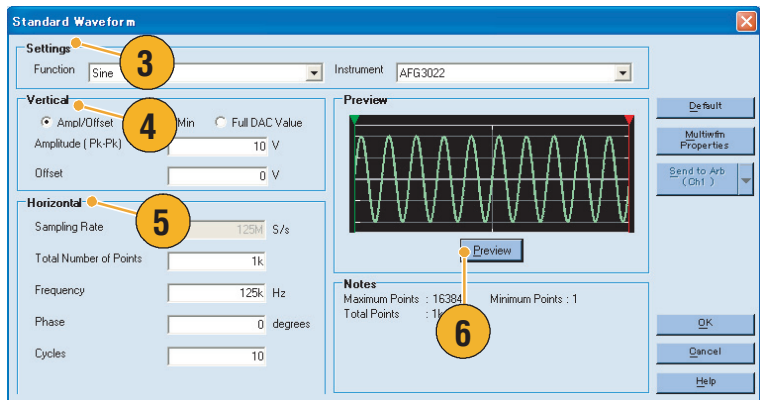 Standard Waveform
Settings
3
Function Sine
Instrument AFG3022
Vertical
4
Ampl/Offset Min Full DAC Value
Amplitude ( Pk-Pk) 10 V
Offset 0 V
Horizontal
5
Sampling Rate 125M S/s
Total Number of Points 1k
Frequency 125k Hz
Phase 0 degrees
Cycles 10
Preview
Preview
6
Notes
Maximum Points : 16384 Minimum Points : 1
Total Points : 1k
Default
Multiwfm
Properties
Send to Arb
(Ch1)
OK
Cancel
Help